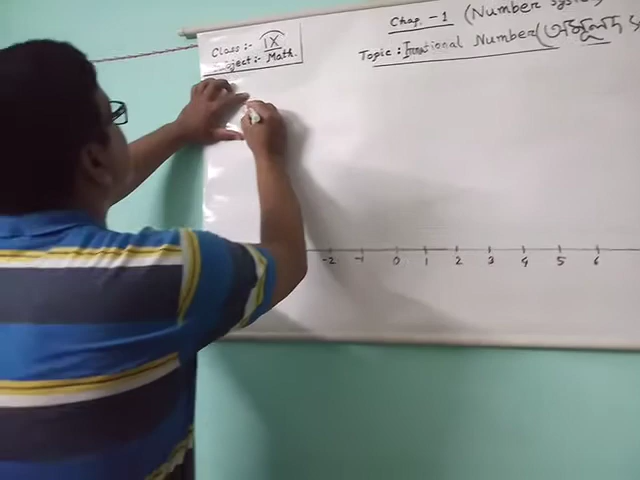 Class :- IX
Subject :- Math.
Chap. - 1 (Number System
Topic : Irrational Number (
-2 -1 0 1 2 3 4 5 6